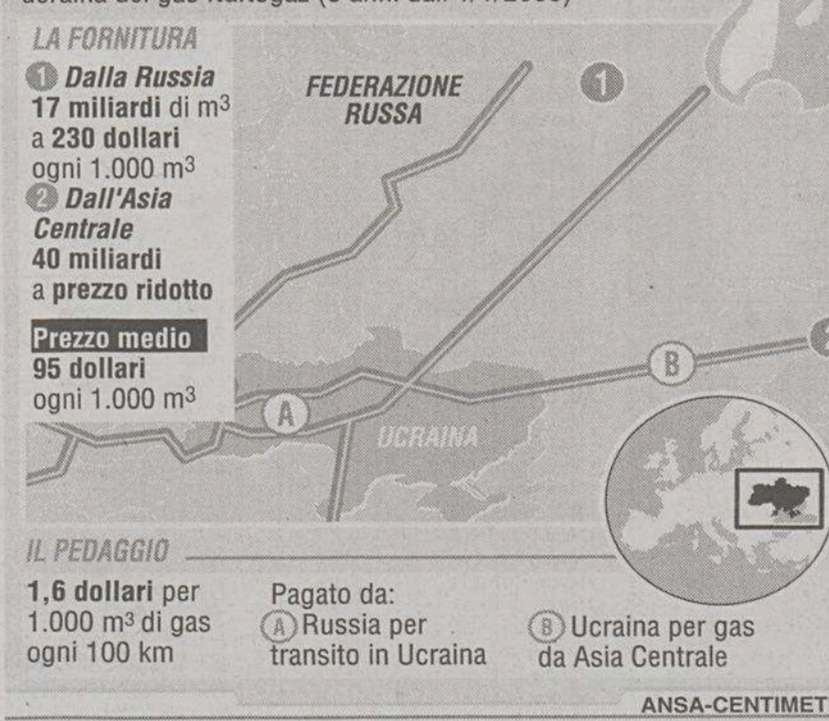 LA FORNITURA
1 Dalla Russia
17 miliardi di m³
a 230 dollari
ogni 1.000 m³
2 Dall'Asia
Centrale
40 miliardi
a prezzo ridotto
Prezzo medio
95 dollari
ogni 1.000 m³
FEDERAZIONE
RUSSA
1
2
B
A
UCRAINA
IL PEDAGGIO
1,6 dollari per
1.000 m³ di gas
ogni 100 km
Pagato da:
A Russia per
transito in Ucraina
B Ucraina per gas
da Asia Centrale
ANSA-CENTIMET